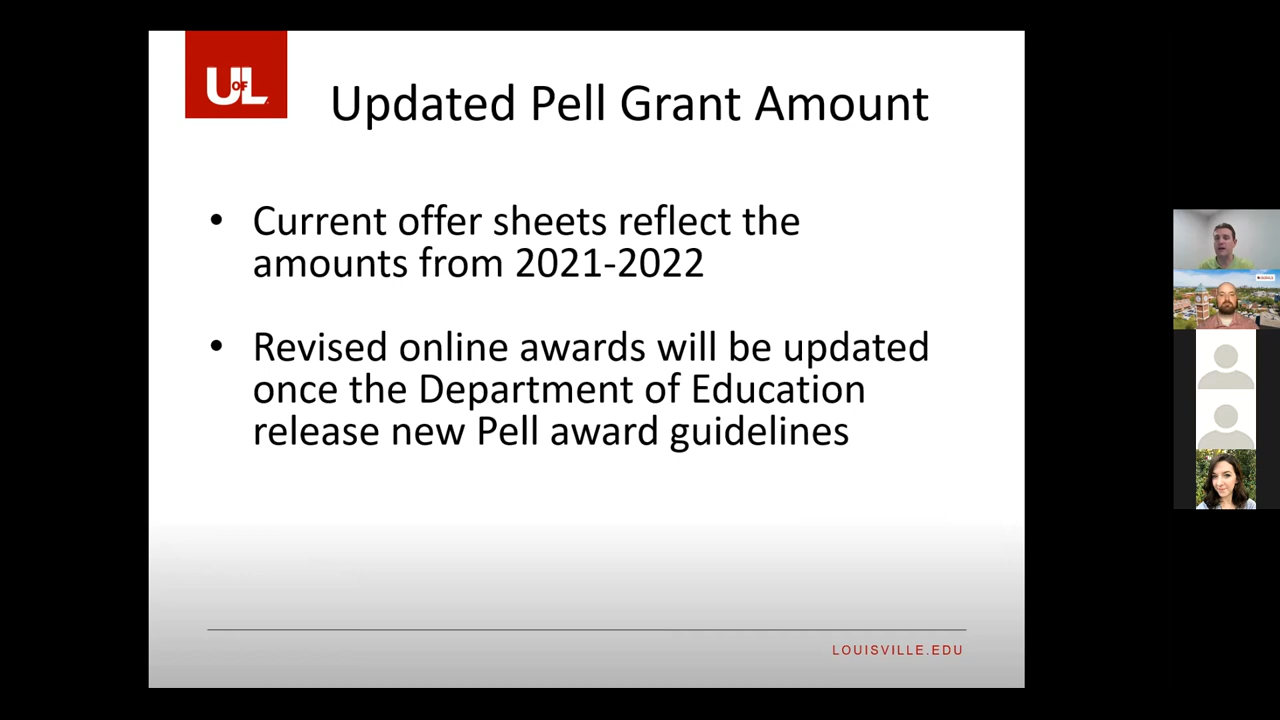 UofL
Updated Pell Grant Amount
• Current offer sheets reflect the
amounts from 2021-2022
• Revised online awards will be updated
once the Department of Education
release new Pell award guidelines
LOUISVILLE.EDU